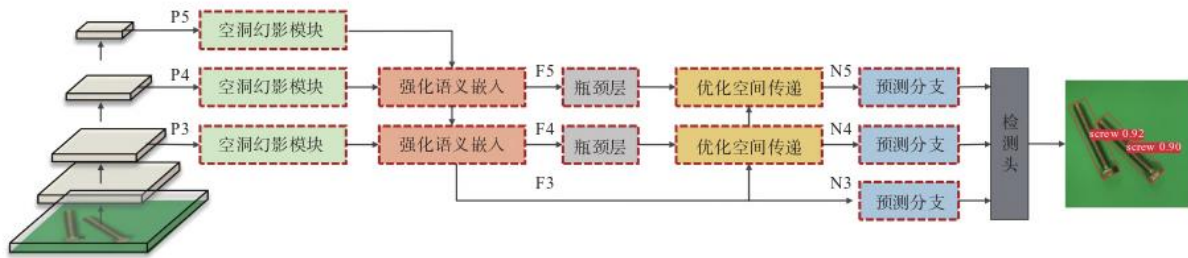 P5
空洞幻影模块
P4
空洞幻影模块
强化语义嵌入
F5
瓶颈层
优化空间传递
N5
预测分支
P3
空洞幻影模块
强化语义嵌入
F4
瓶颈层
优化空间传递
N4
预测分支
F3
N3
预测分支
检测头
screw 0.92
screw 0.90